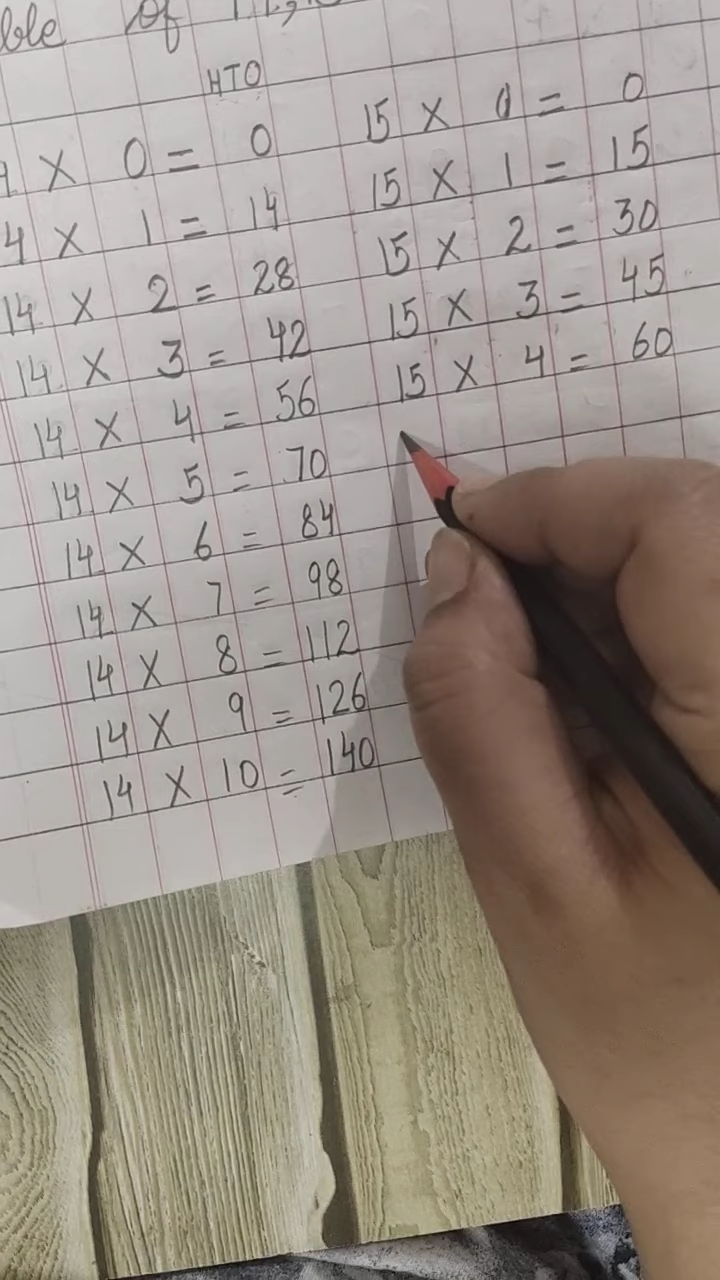 of
HTO
14 X 0 = 0
14 X 1 = 14
14 X 2 = 28
14 X 3 = 42
14 X 4 = 56
14 X 5 = 70
14 X 6 = 84
14 X 7 = 98
14 X 8 = 112
14 X 9 = 126
14 X 10 = 140
15 X 0 = 0
15 X 1 = 15
15 X 2 = 30
15 X 3 = 45
15 X 4 = 60